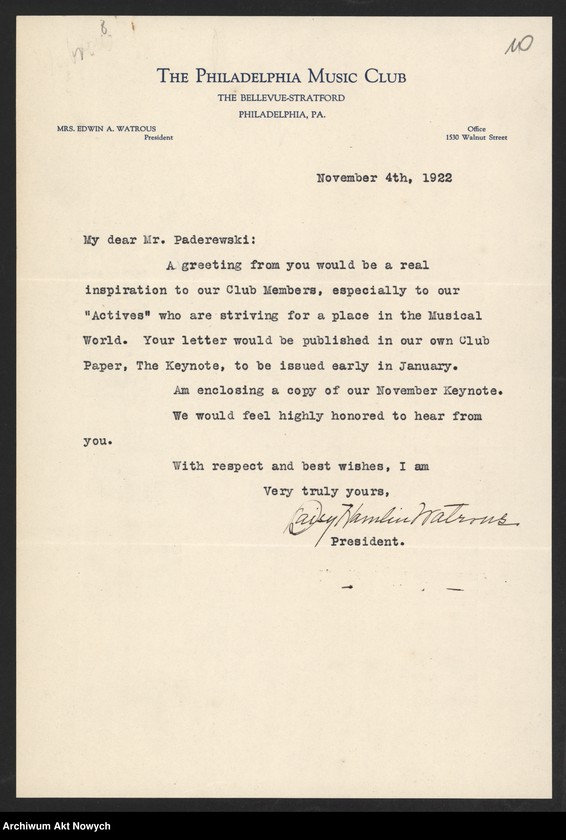 10
THE PHILADELPHIA MUSIC CLUB
THE BELLEVUE-STRATFORD
PHILADELPHIA, PA.
MRS. EDWIN A. WATROUS
President
Office
1530 Walnut Street
November 4th, 1922
My dear Mr. Paderewski:
A greeting from you would be a real
inspiration to our Club Members, especially to our
"Actives" who are striving for a place in the Musical
World. Your letter would be published in our own Club
Paper, The Keynote, to be issued early in January.
Am enclosing a copy of our November Keynote.
We would feel highly honored to hear from
you.
With respect and best wishes, I am
Very truly yours,
Daisy Hamlin Watrous
President.
Archiwum Akt Nowych